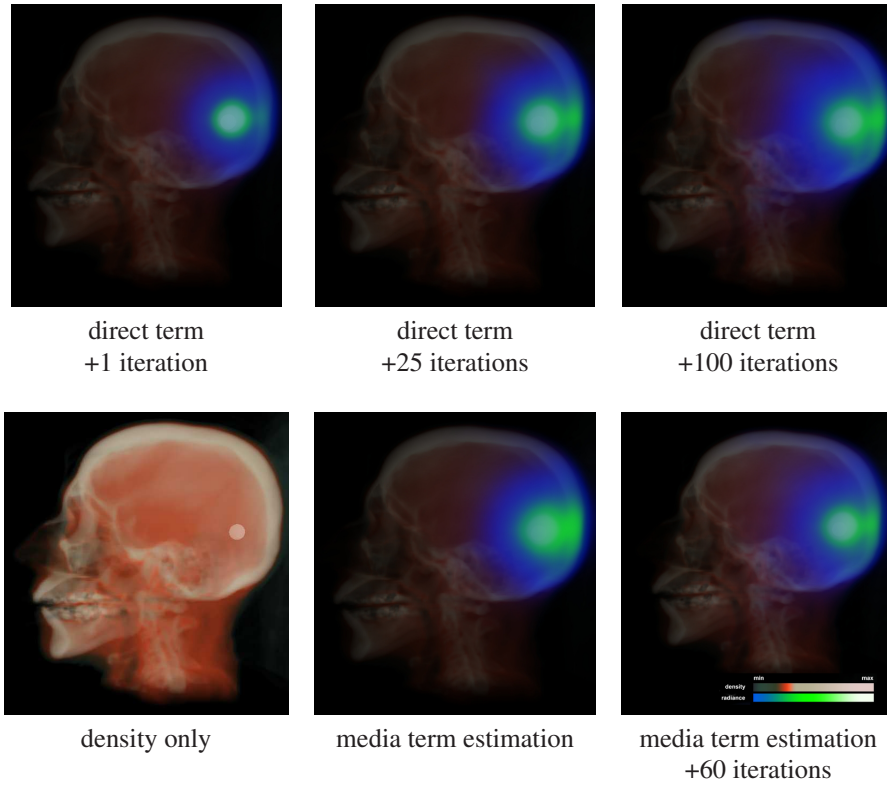 direct term
+1 iteration
direct term
+25 iterations
direct term
+100 iterations
min max
density
radiance
density only
media term estimation
media term estimation
+60 iterations